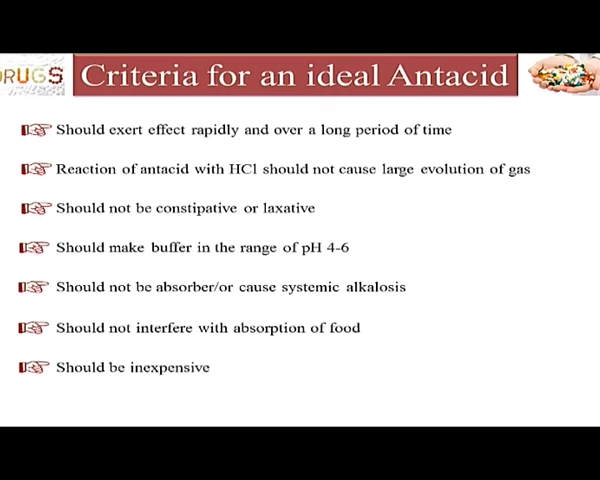 DRUGS
Criteria for an ideal Antacid
Should exert effect rapidly and over a long period of time
Reaction of antacid with HCl should not cause large evolution of gas
Should not be constipative or laxative
Should make buffer in the range of pH 4-6
Should not be absorber/or cause systemic alkalosis
Should not interfere with absorption of food
Should be inexpensive